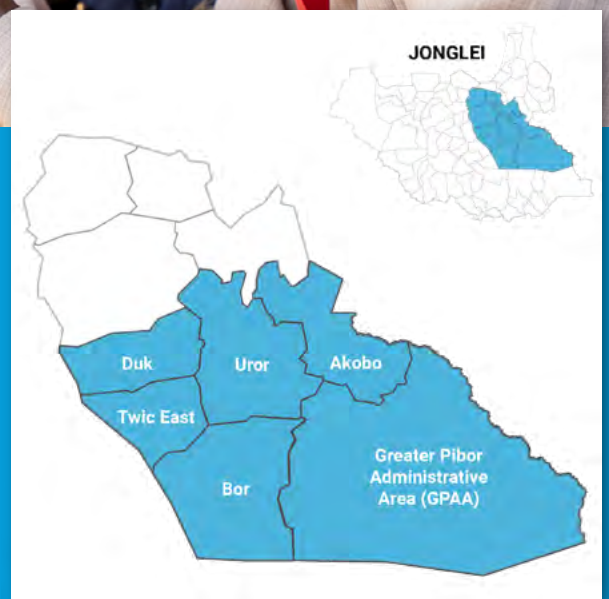 JONGLEI
Duk
Uror
Akobo
Twic East
Bor
Greater Pibor
Administrative
Area (GPAA)